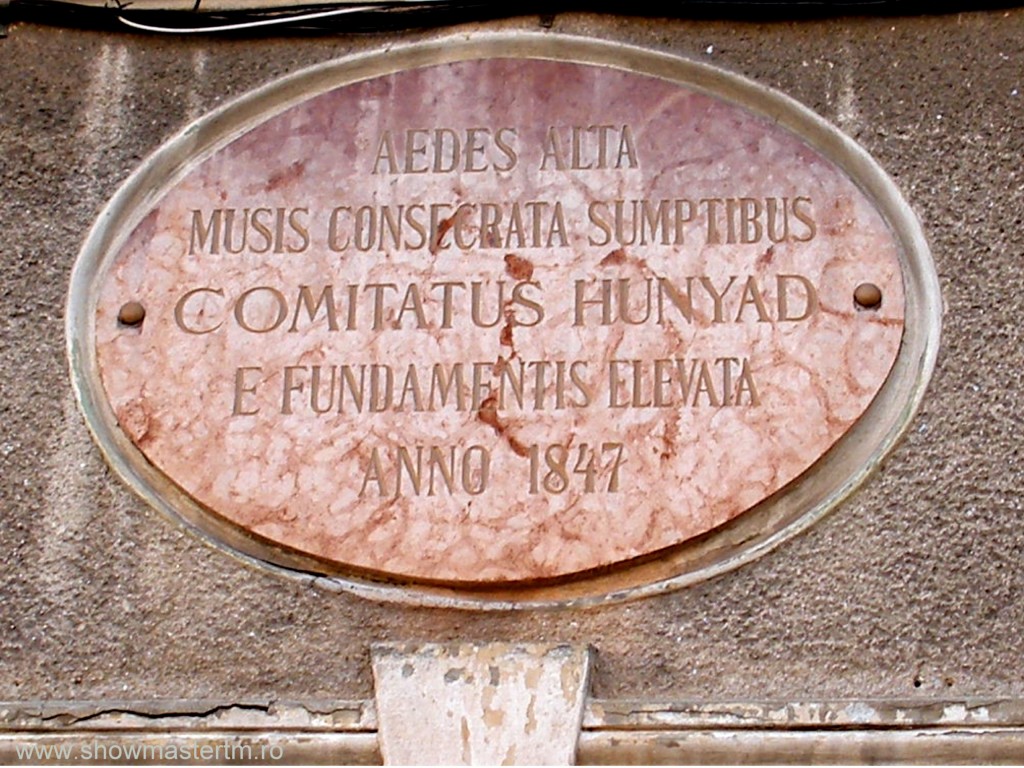 AEDES ALTA
MUSIS CONSECRATA SUMPTIBUS
COMITATUS HUNYAD
E FUNDAMENTIS ELEVATA
ANNO 1847
www.showmastertm.ro